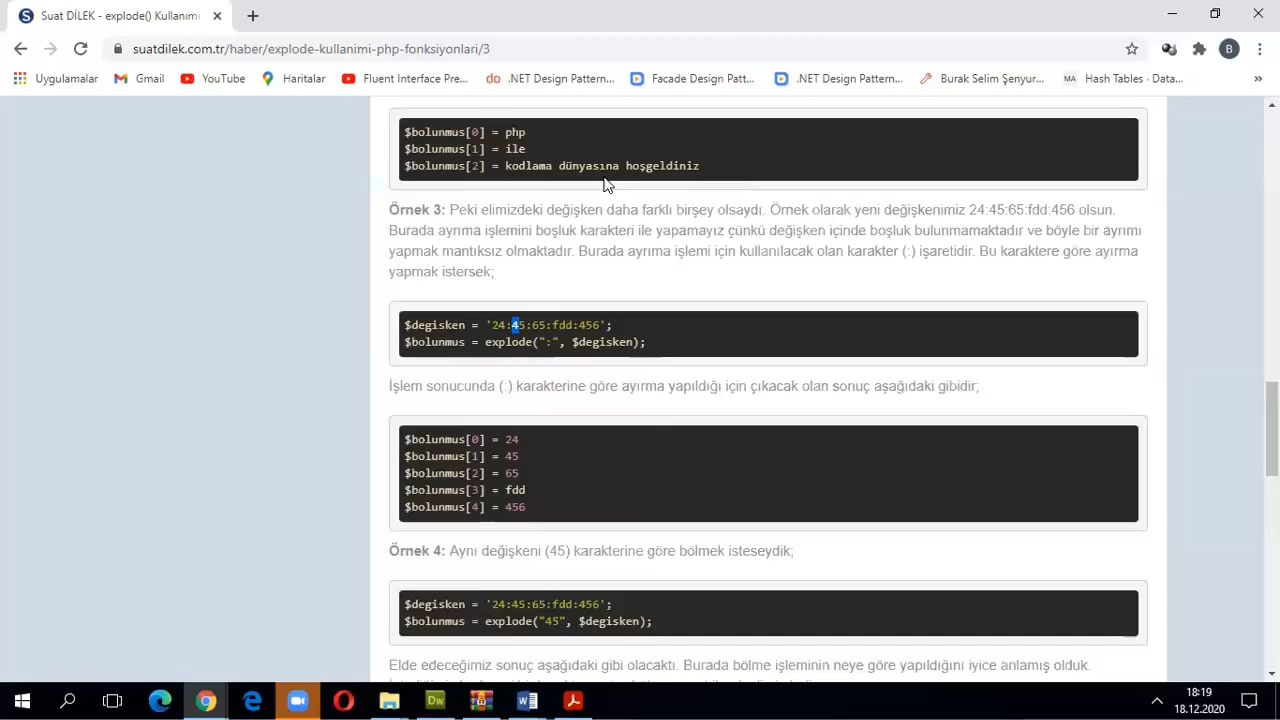 Suat DİLEK - explode() Kullanımı
suatdilek.com.tr/haber/explode-kullanimi-php-fonksiyonlari/3
B
Uygulamalar Gmail YouTube Haritalar Fluent Interface Pre... .NET Design Pattern... Facade Design Patt... .NET Design Pattern... Burak Selim Şenyur... MA Hash Tables - Data... »
$bolunmus[0] = php
$bolunmus[1] = ile
$bolunmus[2] = kodlama dünyasına hoşgeldiniz
Örnek 3: Peki elimizdeki değişken daha farklı birşey olsaydı. Örnek olarak yeni değişkenimiz 24:45:65:fdd:456 olsun.
Burada ayrıma işlemini boşluk karakteri ile yapamayız çünkü değişken içinde boşluk bulunmamaktadır ve böyle bir ayrımı
yapmak mantıksız olmaktadır. Burada ayrıma işlemi için kullanılacak olan karakter (:) işaretidir. Bu karaktere göre ayırma
yapmak istersek;
$degisken = '24:45:65:fdd:456';
$bolunmus = explode(":", $degisken);
İşlem sonucunda (:) karakterine göre ayırma yapıldığı için çıkacak olan sonuç aşağıdaki gibidir;
$bolunmus[0] = 24
$bolunmus[1] = 45
$bolunmus[2] = 65
$bolunmus[3] = fdd
$bolunmus[4] = 456
Örnek 4: Aynı değişkeni (45) karakterine göre bölmek isteseydik;
$degisken = '24:45:65:fdd:456';
$bolunmus = explode("45", $degisken);
Elde edeceğimiz sonuç aşağıdaki gibi olacaktı. Burada bölme işleminin neye göre yapıldığını iyice anlamış olduk.
18:19
18.12.2020